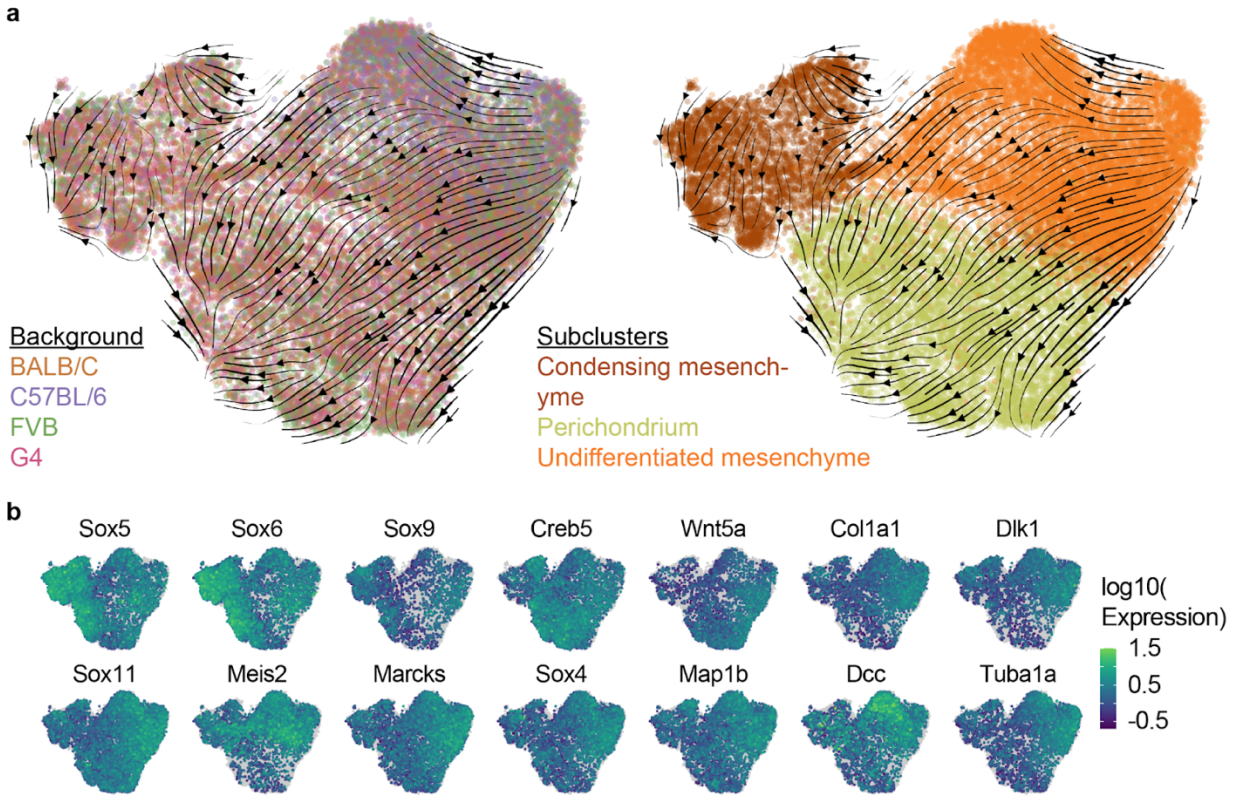 a
Background
BALB/C
C57BL/6
FVB
G4
Subclusters
Condensing mesench-
yme
Perichondrium
Undifferentiated mesenchyme
b
Sox5 Sox6 Sox9 Creb5 Wnt5a Col1a1 Dlk1
Sox11 Meis2 Marcks Sox4 Map1b Dcc Tuba1a
log10(
Expression)
1.5
0.5
-0.5